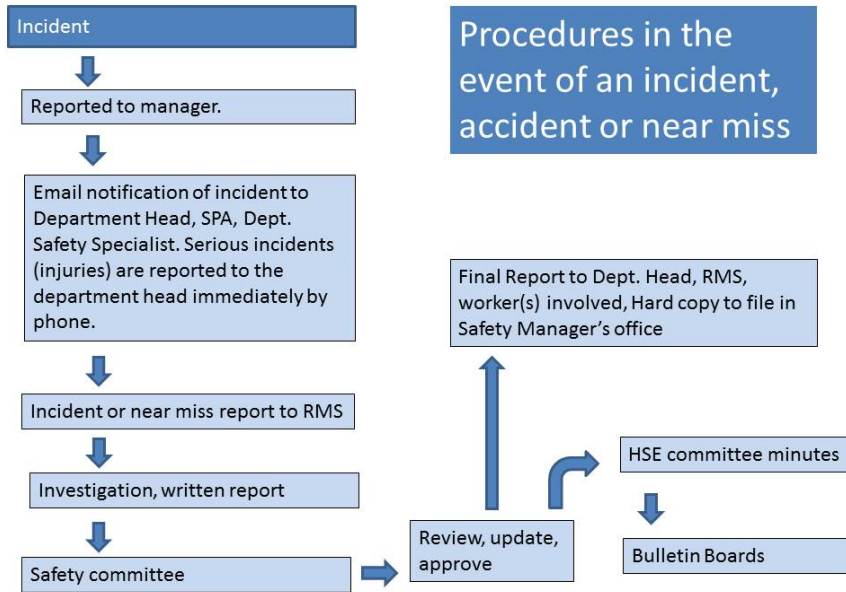 Incident
Procedures in the
event of an incident,
accident or near miss
Reported to manager.
Email notification of incident to
Department Head, SPA, Dept.
Safety Specialist. Serious incidents
(injuries) are reported to the
department head immediately by
phone.
Incident or near miss report to RMS
Investigation, written report
Safety committee
Review, update,
approve
Final Report to Dept. Head, RMS,
worker(s) involved, Hard copy to file in
Safety Manager’s office
HSE committee minutes
Bulletin Boards